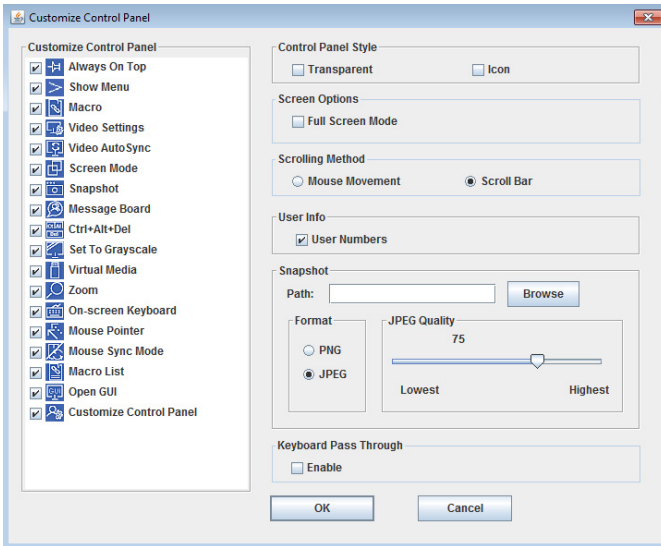 Customize Control Panel
Customize Control Panel
Always On Top
Show Menu
Macro
Video Settings
Video AutoSync
Screen Mode
Snapshot
Message Board
Ctrl+Alt+Del
Set To Grayscale
Virtual Media
Zoom
On-screen Keyboard
Mouse Pointer
Mouse Sync Mode
Macro List
GUI
Open GUI
Customize Control Panel
Control Panel Style
Transparent Icon
Screen Options
Full Screen Mode
Scrolling Method
Mouse Movement Scroll Bar
User Info
User Numbers
Snapshot
Path: Browse
Format
PNG
JPEG
JPEG Quality
75
Lowest Highest
Keyboard Pass Through
Enable
OK Cancel